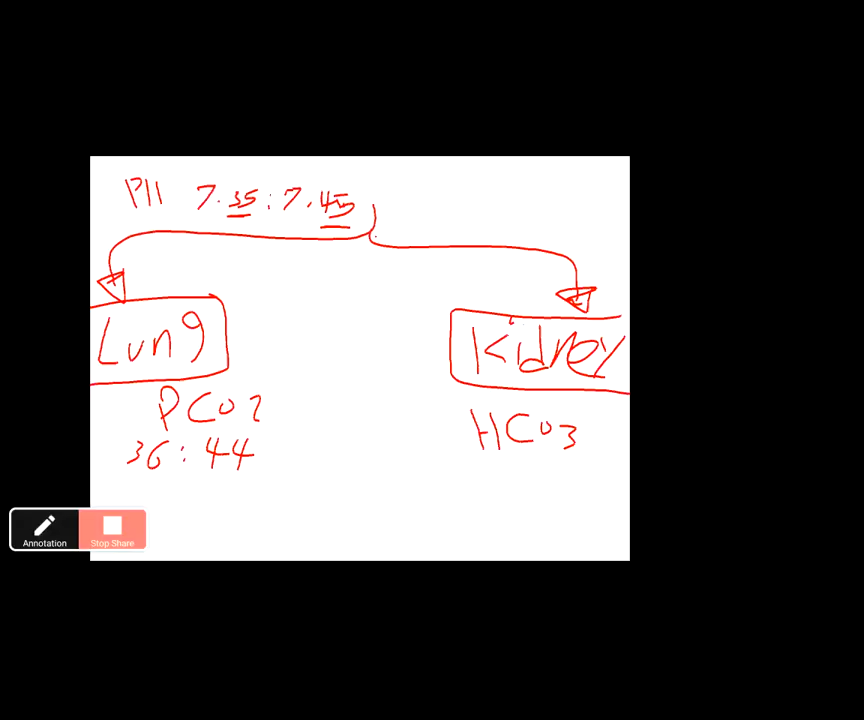 PH 7.35 : 7.45
Lung
Kidney
PCO2
HCO3
36 : 44
Annotation
Stop Share